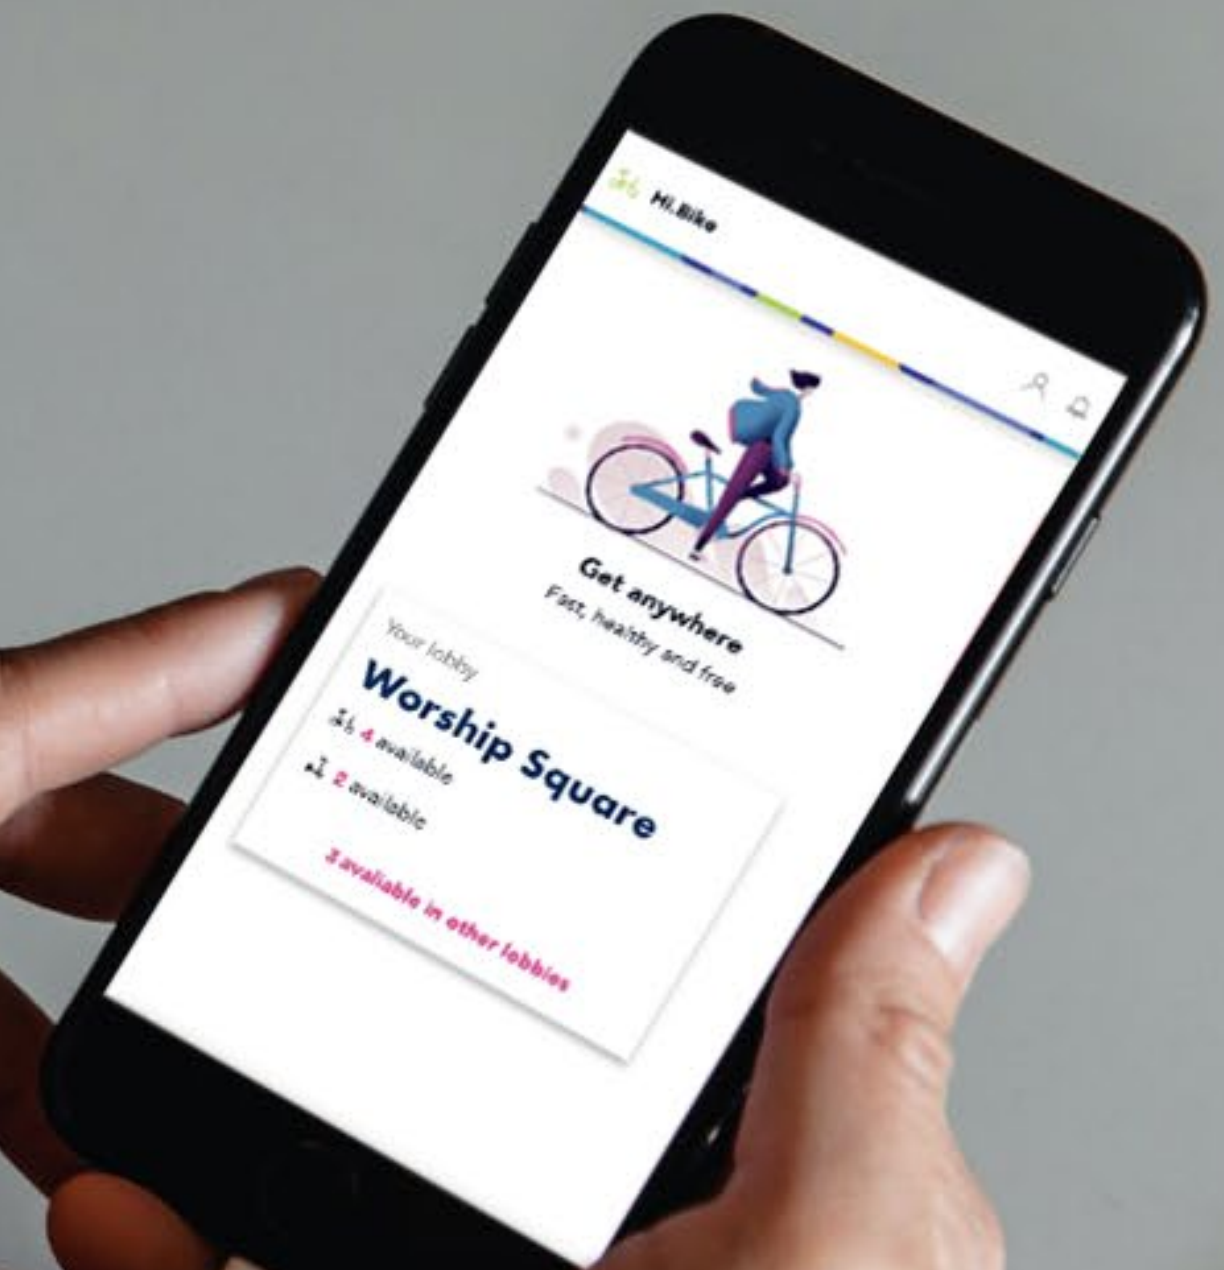 Hi.Bike
Get anywhere
Fast, healthy and free
Your lobby
Worship Square
4 available
2 available
3 avaliable in other lobbies